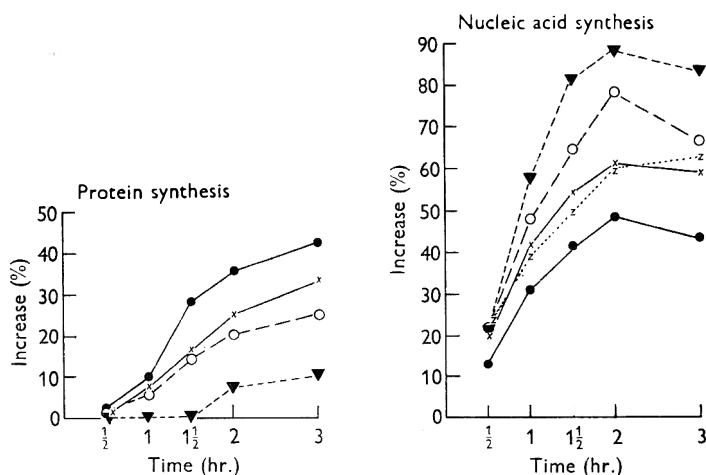 Protein synthesis
Increase (%)
50
40
30
20
10
0
½ 1 1½ 2 3
Time (hr.)
Nucleic acid synthesis
Increase (%)
90
80
70
60
50
40
30
20
10
0
½ 1 1½ 2 3
Time (hr.)